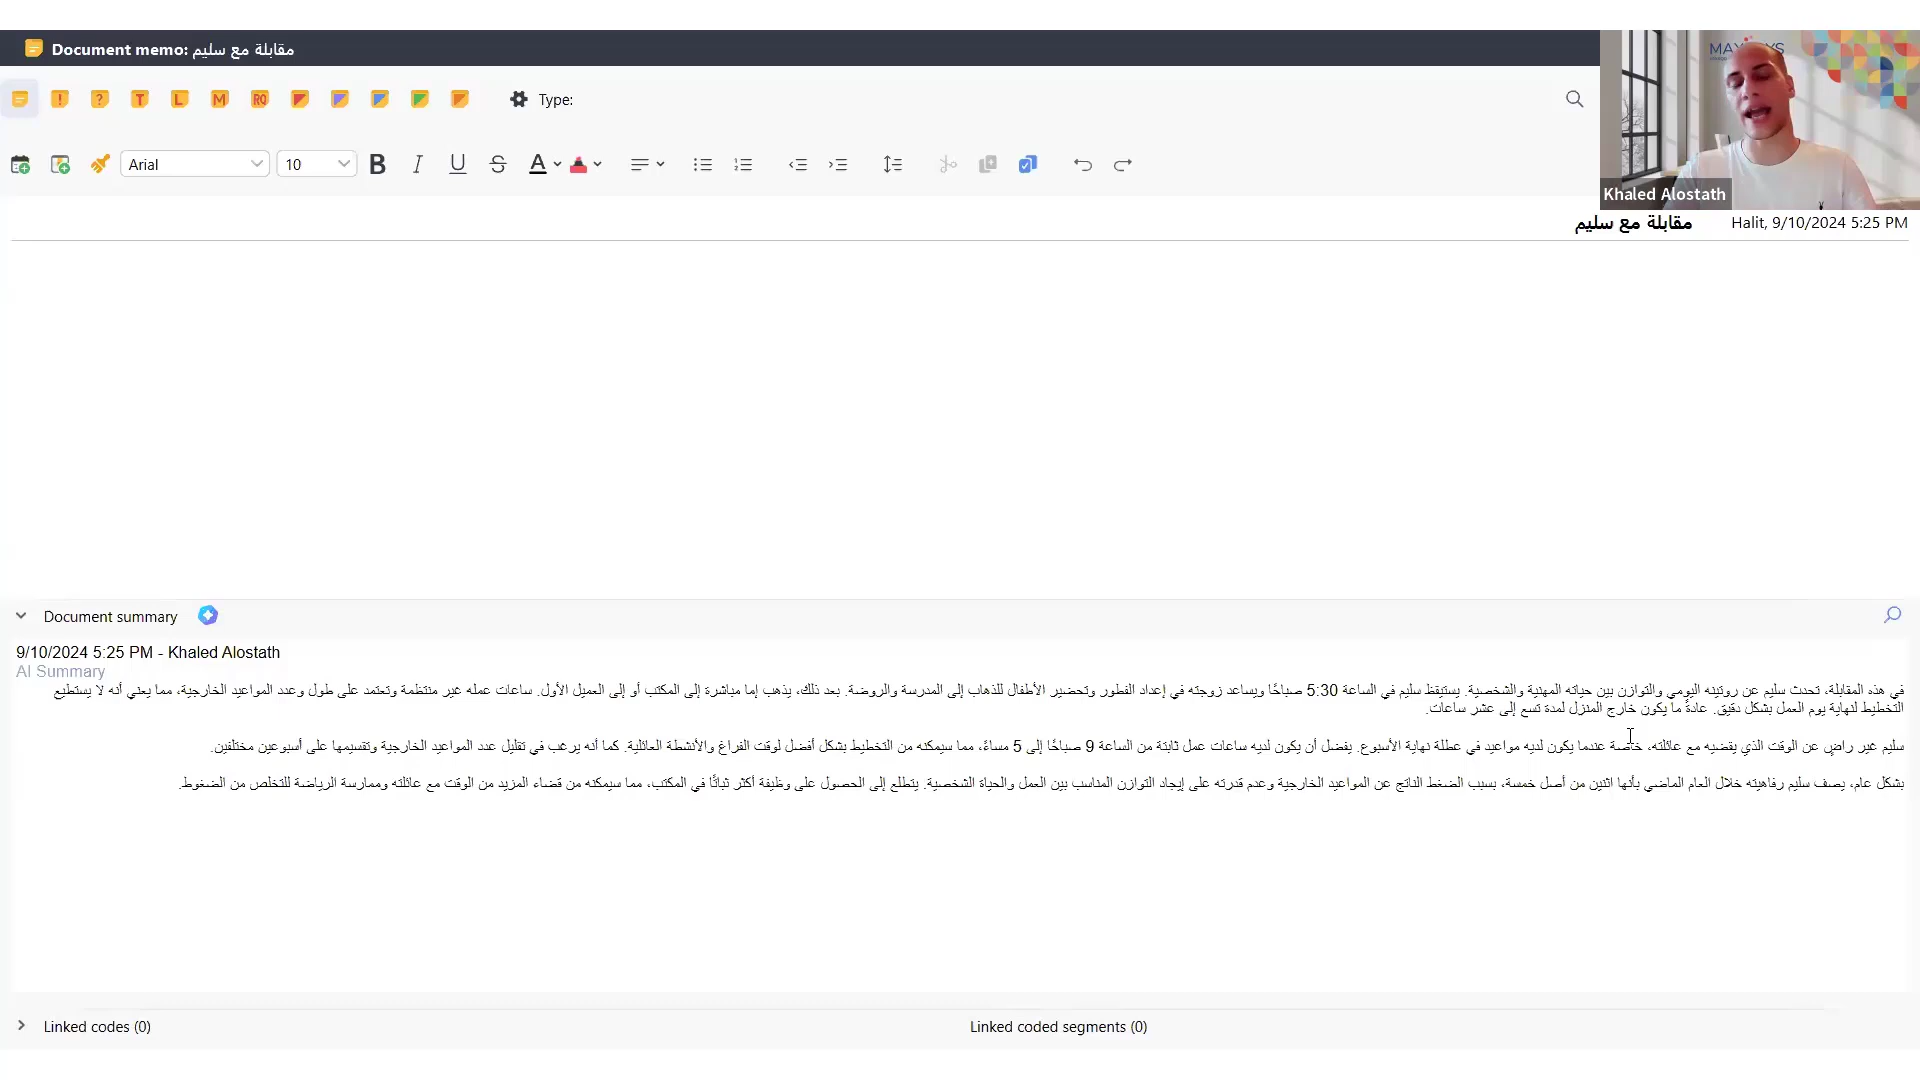 Document memo: مقابلة مع سليم
! ? T L M RQ Type:
Arial 10 B I U S A
Khaled Alostath
مقابلة مع سليم Halit, 9/10/2024 5:25 PM
Document summary
9/10/2024 5:25 PM - Khaled Alostath
AI Summary
في هذه المقابلة، تحدث سليم عن روتينه اليومي والتوازن بين حياته المهنية والشخصية. يستيقظ سليم في الساعة 5:30 صباحًا ويساعد زوجته في إعداد الفطور وتحضير الأطفال للذهاب إلى المدرسة والروضة. بعد ذلك، يذهب إما مباشرة إلى المكتب أو إلى العميل الأول. ساعات عمله غير منتظمة وتعتمد على طول وعدد المواعيد الخارجية، مما يعني أنه لا يستطيع
التخطيط لنهاية يوم العمل بشكل دقيق. عادةً ما يكون خارج المنزل لمدة تسع إلى عشر ساعات.
سليم غير راضٍ عن الوقت الذي يقضيه مع عائلته، خاصة عندما يكون لديه مواعيد في عطلة نهاية الأسبوع. يفضل أن يكون لديه ساعات عمل ثابتة من الساعة 9 صباحًا إلى 5 مساءً، مما سيمكنه من التخطيط بشكل أفضل لوقت الفراغ والأنشطة العائلية. كما أنه يرغب في تقليل عدد المواعيد الخارجية وتقسيمها على أسبوعين مختلفين.
بشكل عام، يصف سليم رفاهيته خلال العام الماضي بأنها اثنين من أصل خمسة، بسبب الضغط الناتج عن المواعيد الخارجية وعدم قدرته على إيجاد التوازن المناسب بين العمل والحياة الشخصية. يتطلع إلى الحصول على وظيفة أكثر ثباتًا في المكتب، مما سيمكنه من قضاء المزيد من الوقت مع عائلته وممارسة الرياضة للتخلص من الضغوط.
Linked codes (0) Linked coded segments (0)